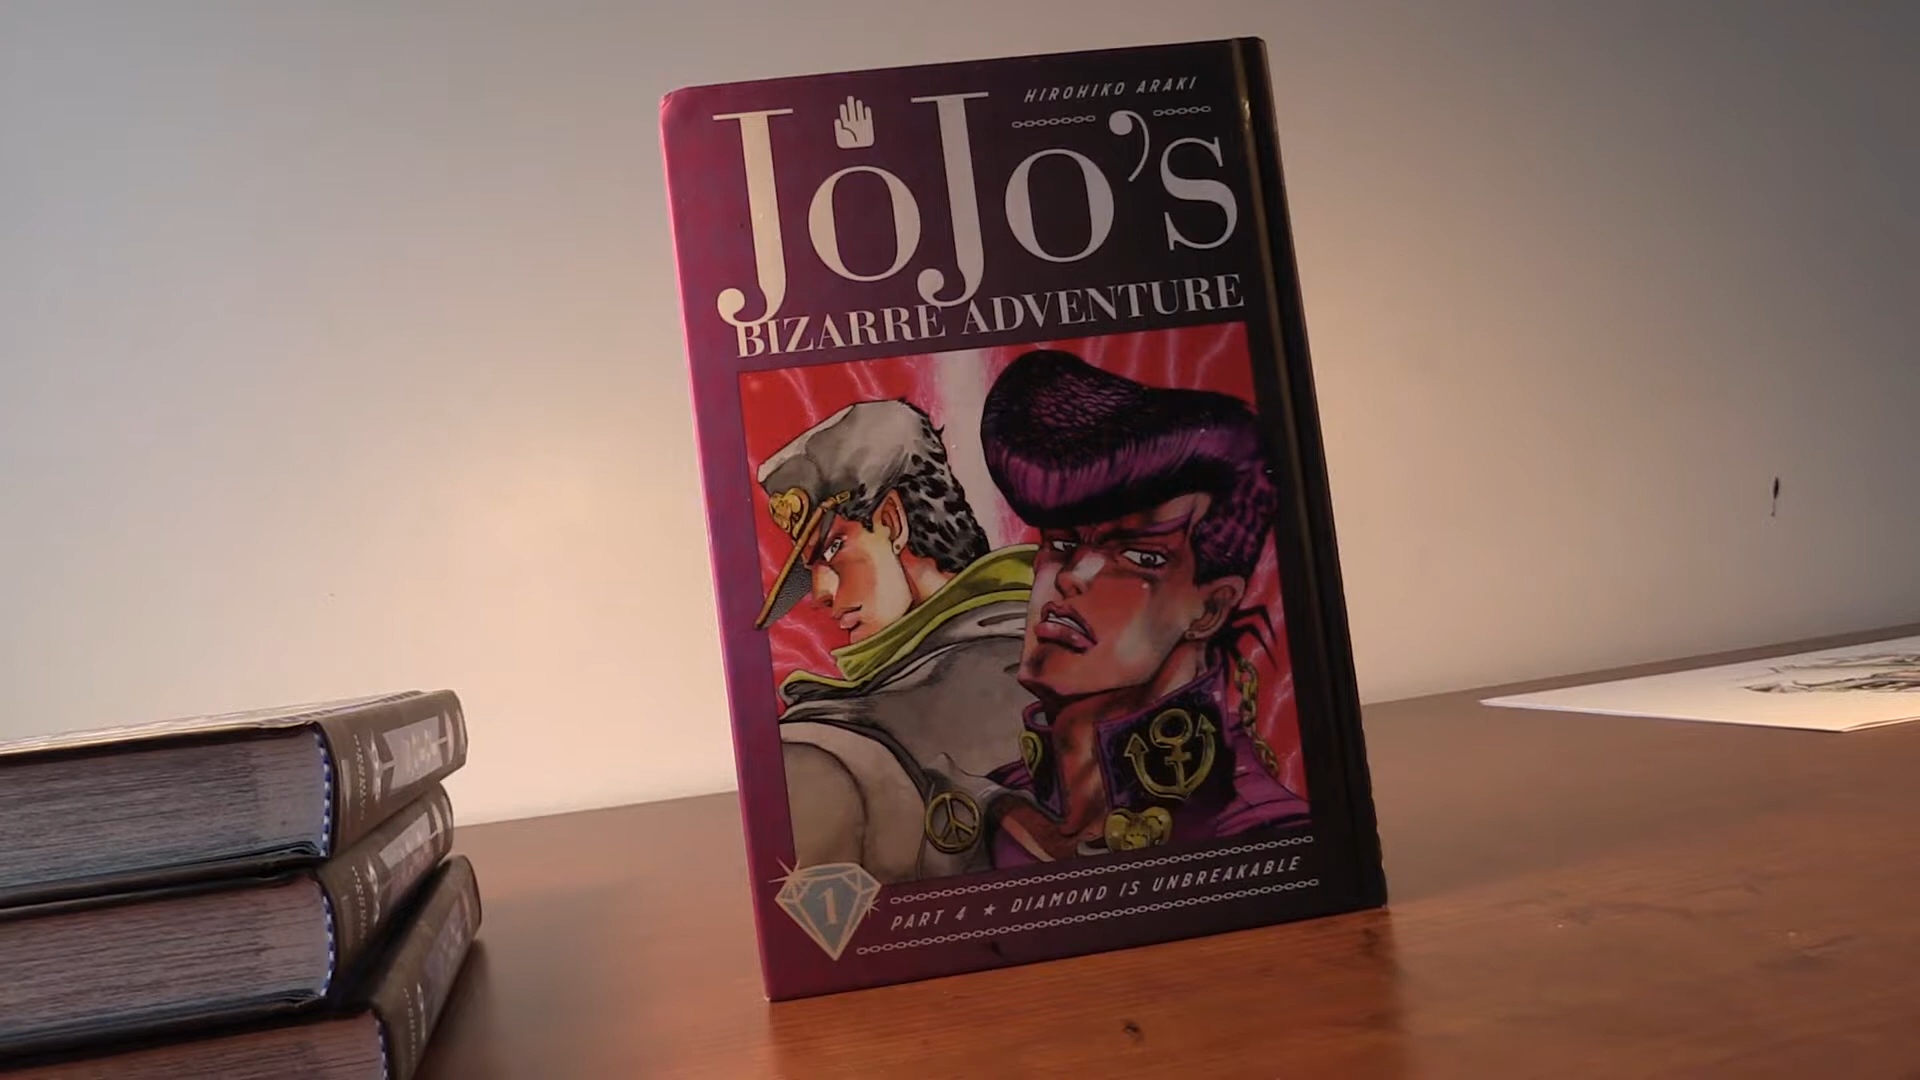 HIROHIKO ARAKI
JoJo's
BIZARRE ADVENTURE
1
PART 4 ★ DIAMOND IS UNBREAKABLE